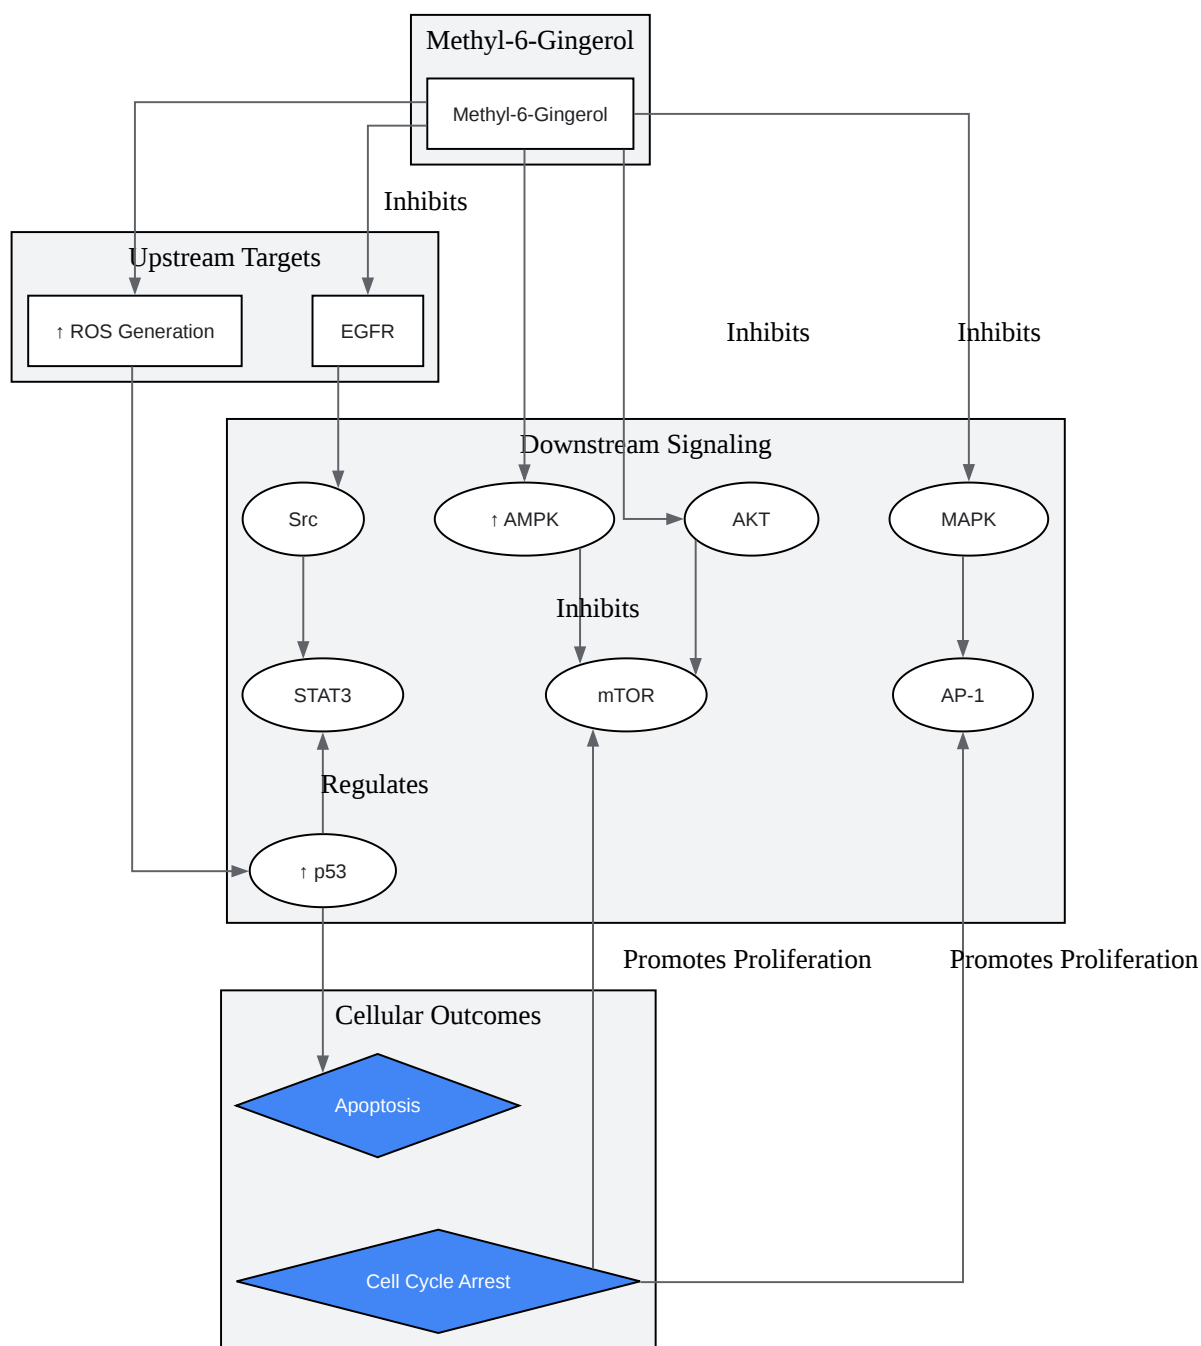 Methyl-6-Gingerol
Methyl-6-Gingerol
Inhibits
Upstream Targets
↑ ROS Generation
EGFR
Inhibits
Inhibits
Downstream Signaling
Src
↑ AMPK
AKT
MAPK
Inhibits
STAT3
mTOR
AP-1
Regulates
↑ p53
Promotes Proliferation
Promotes Proliferation
Cellular Outcomes
Apoptosis
Cell Cycle Arrest